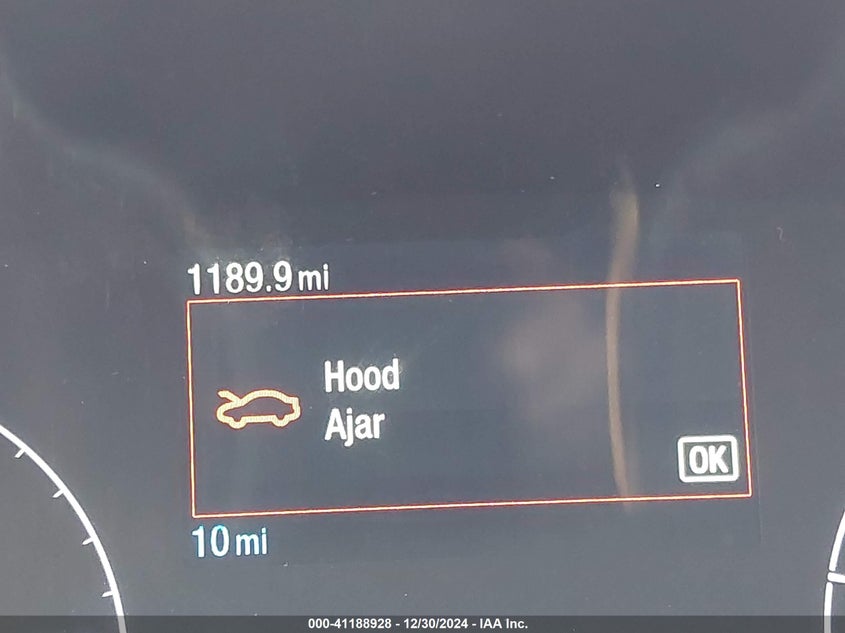 1189.9 mi
Hood
Ajar
OK
10 mi
000-41188928 - 12/30/2024 - IAA Inc.